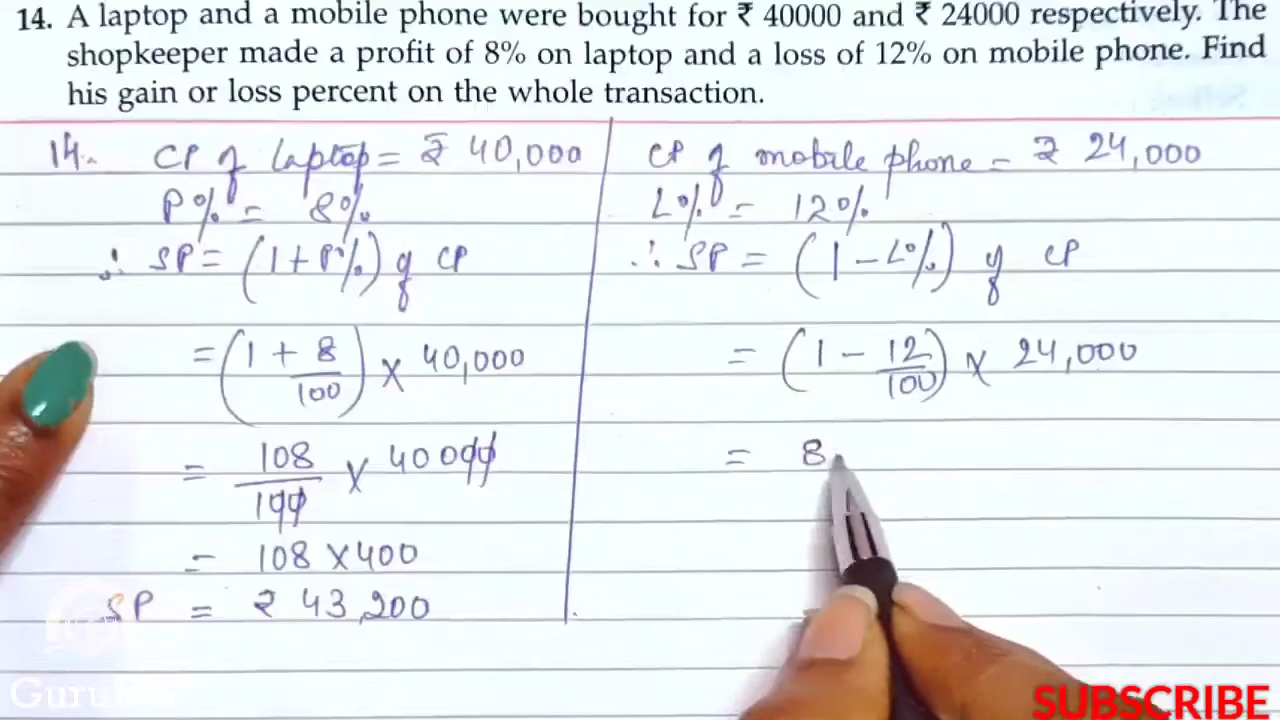 14. A laptop and a mobile phone were bought for ₹ 40000 and ₹ 24000 respectively. The
shopkeeper made a profit of 8% on laptop and a loss of 12% on mobile phone. Find
his gain or loss percent on the whole transaction.
14. CP of laptop = ₹ 40,000
P% = 8%
∴ SP = (1 + P%) of CP
= (1 + 8/100) × 40,000
= 108/100 × 40000
= 108 × 400
SP = ₹ 43,200
CP of mobile phone = ₹ 24,000
L% = 12%
∴ SP = (1 - L%) of CP
= (1 - 12/100) × 24,000
= 8
SUBSCRIBE